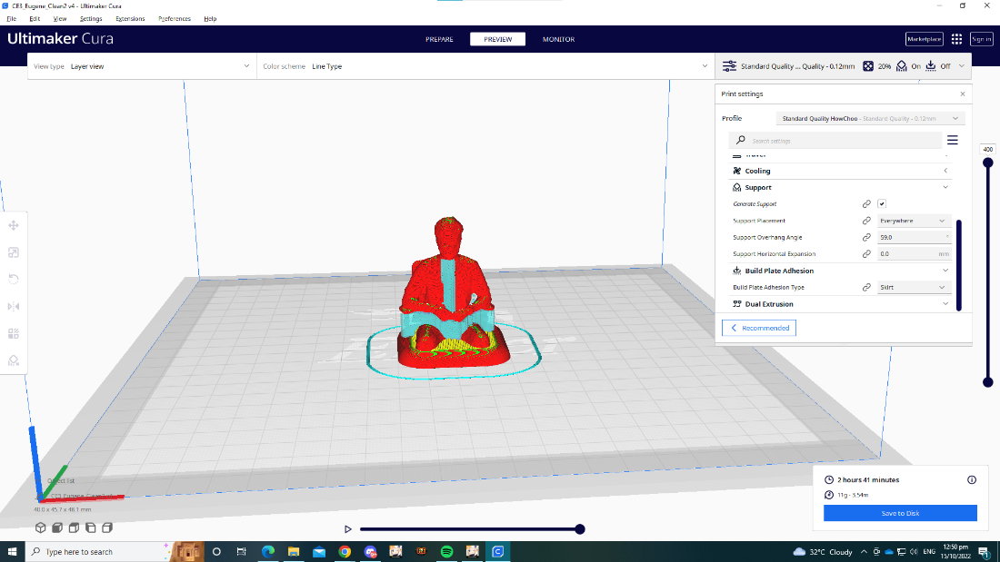 CE3_Eugene_Clean2 v4 - Ultimaker Cura
File Edit View Settings Extensions Preferences Help
Ultimaker Cura
PREPARE PREVIEW MONITOR
Marketplace Sign in
View type Layer view
Color scheme Line Type
Standard Quality ... Quality - 0.12mm 20% On Off
Print settings
Profile Standard Quality HowChoo - Standard Quality - 0.12mm
Search settings
Travel
Cooling
Support
Generate Support
Support Placement Everywhere
Support Overhang Angle 59.0 °
Support Horizontal Expansion 0.0 mm
Build Plate Adhesion
Build Plate Adhesion Type Skirt
Dual Extrusion
Recommended
400
Object list
CE3_Eugene_Clean2 v4
40.0 x 45.7 x 48.1 mm
2 hours 41 minutes
11g · 3.54m
Save to Disk
Type here to search
32°C Cloudy ENG
12:50 pm
15/10/2022